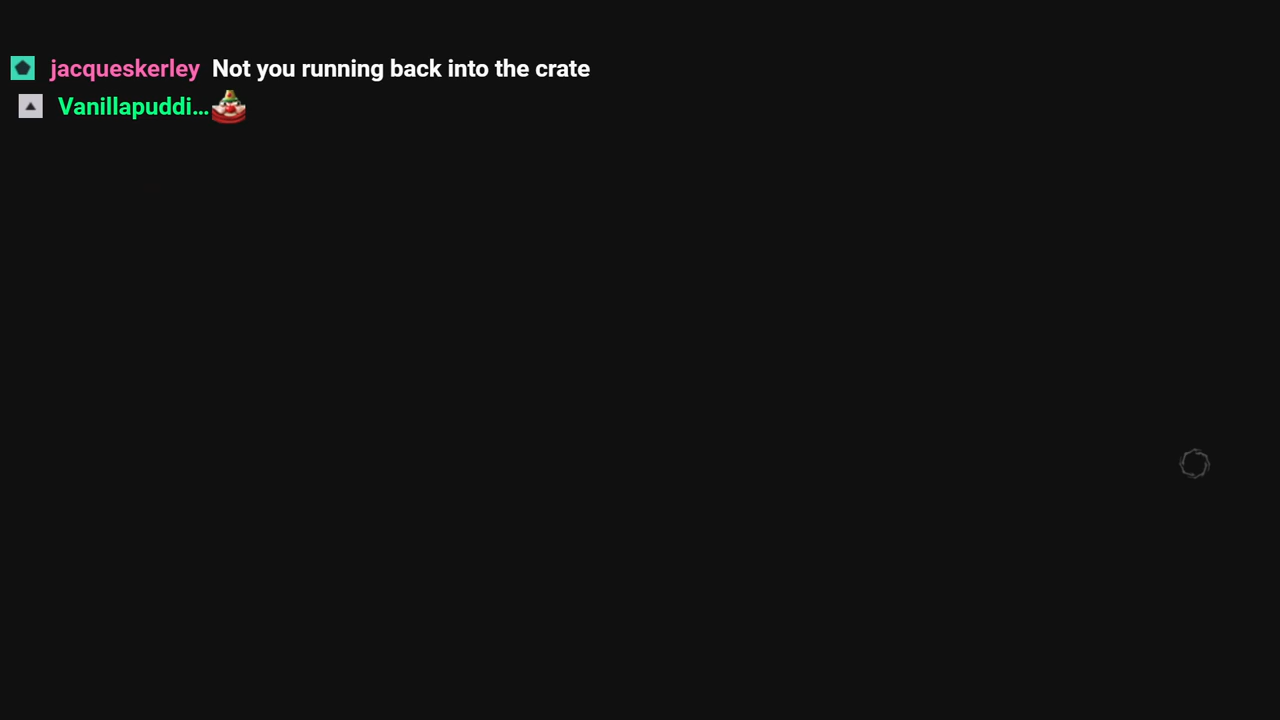 jacqueskerley Not you running back into the crate
Vanillapuddi...